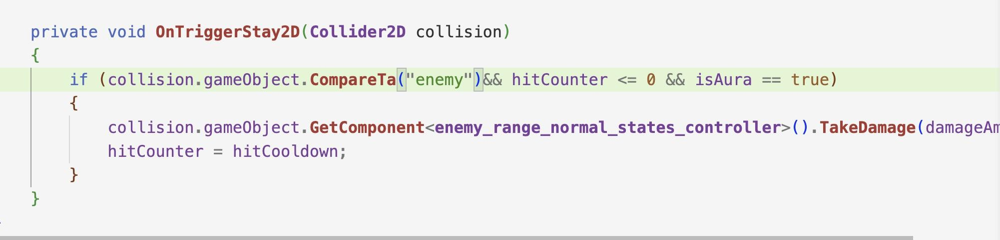 private void OnTriggerStay2D(Collider2D collision)
{
if (collision.gameObject.CompareTa("enemy")&& hitCounter <= 0 && isAura == true)
{
collision.gameObject.GetComponent<enemy_range_normal_states_controller>().TakeDamage(damageAm
hitCounter = hitCooldown;
}
}